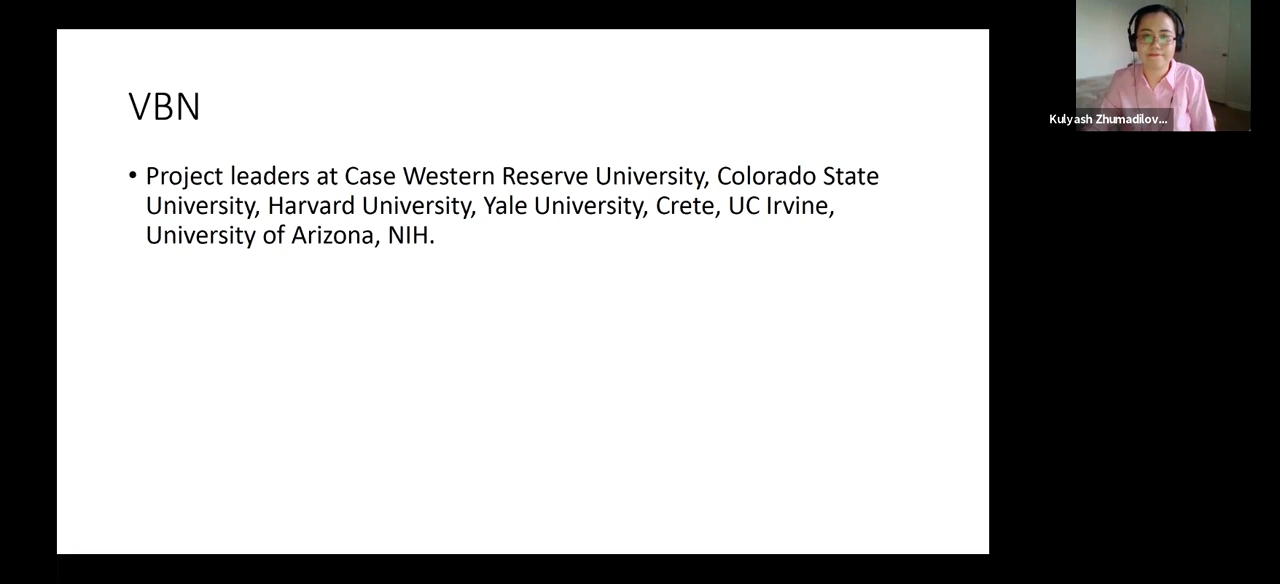 VBN
• Project leaders at Case Western Reserve University, Colorado State
University, Harvard University, Yale University, Crete, UC Irvine,
University of Arizona, NIH.
Kulyash Zhumadilov...